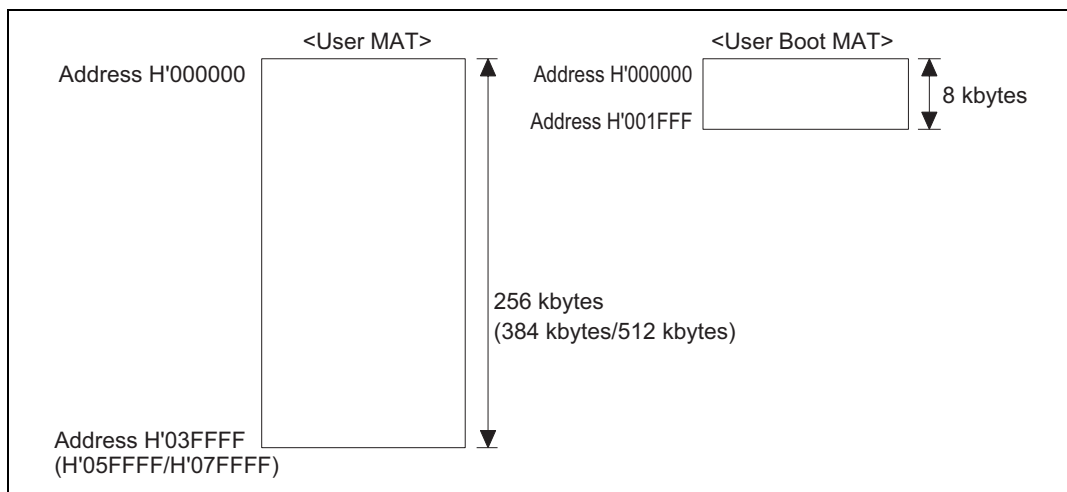 <User MAT>
Address H'000000
256 kbytes
(384 kbytes/512 kbytes)
Address H'03FFFF
(H'05FFFF/H'07FFFF)
<User Boot MAT>
Address H'000000
Address H'001FFF
8 kbytes